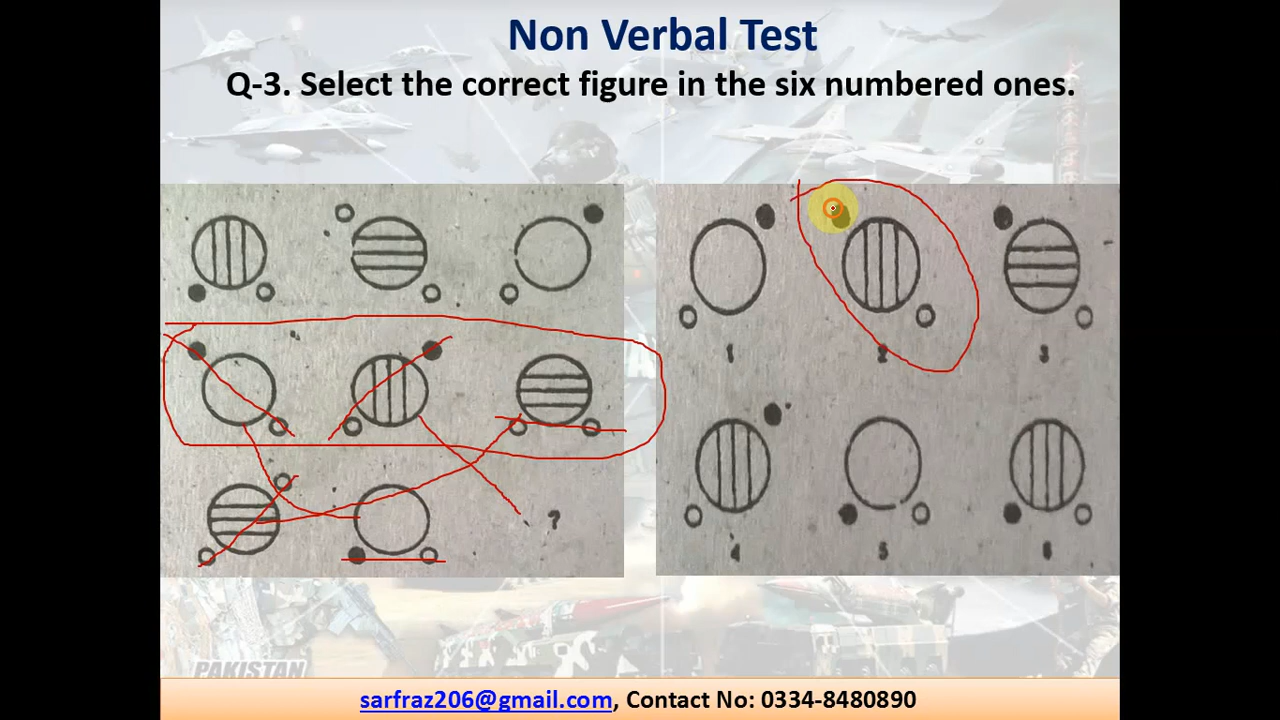 Non Verbal Test
Q-3. Select the correct figure in the six numbered ones.
?
1
2
3
4
5
6
PAKISTAN
sarfraz206@gmail.com, Contact No: 0334-8480890